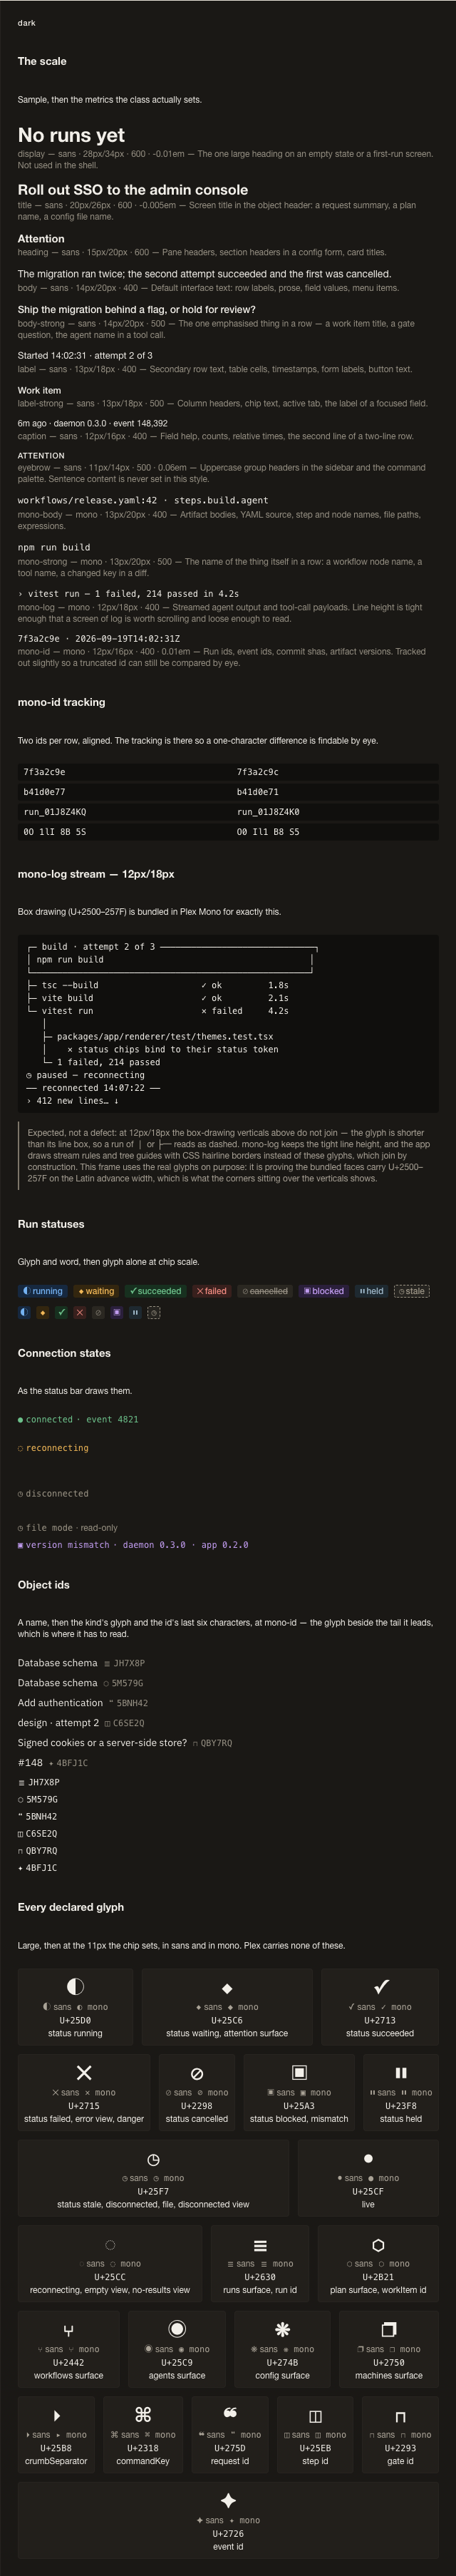 dark
The scale
Sample, then the metrics the class actually sets.
No runs yet
display — sans · 28px/34px · 600 · -0.01em — The one large heading on an empty state or a first-run screen.
Not used in the shell.
Roll out SSO to the admin console
title — sans · 20px/26px · 600 · -0.005em — Screen title in the object header: a request summary, a plan
name, a config file name.
Attention
heading — sans · 15px/20px · 600 — Pane headers, section headers in a config form, card titles.
The migration ran twice; the second attempt succeeded and the first was cancelled.
body — sans · 14px/20px · 400 — Default interface text: row labels, prose, field values, menu items.
Ship the migration behind a flag, or hold for review?
body-strong — sans · 14px/20px · 500 — The one emphasised thing in a row — a work item title, a gate
question, the agent name in a tool call.
Started 14:02:31 · attempt 2 of 3
label — sans · 13px/18px · 400 — Secondary row text, table cells, timestamps, form labels, button text.
Work item
label-strong — sans · 13px/18px · 500 — Column headers, chip text, active tab, the label of a focused field.
6m ago · daemon 0.3.0 · event 148,392
caption — sans · 12px/16px · 400 — Field help, counts, relative times, the second line of a two-line row.
ATTENTION
eyebrow — sans · 11px/14px · 500 · 0.06em — Uppercase group headers in the sidebar and the command
palette. Sentence content is never set in this style.
workflows/release.yaml:42 · steps.build.agent
mono-body — mono · 13px/20px · 400 — Artifact bodies, YAML source, step and node names, file paths,
expressions.
npm run build
mono-strong — mono · 13px/20px · 500 — The name of the thing itself in a row: a workflow node name, a
tool name, a changed key in a diff.
› vitest run — 1 failed, 214 passed in 4.2s
mono-log — mono · 12px/18px · 400 — Streamed agent output and tool-call payloads. Line height is tight
enough that a screen of log is worth scrolling and loose enough to read.
7f3a2c9e · 2026-09-19T14:02:31Z
mono-id — mono · 12px/16px · 400 · 0.01em — Run ids, event ids, commit shas, artifact versions. Tracked
out slightly so a truncated id can still be compared by eye.
mono-id tracking
Two ids per row, aligned. The tracking is there so a one-character difference is findable by eye.
7f3a2c9e 7f3a2c9c
b41d0e77 b41d0e71
run_01J8Z4KQ run_01J8Z4K0
0O 1lI 8B 5S O0 Il1 B8 S5
mono-log stream — 12px/18px
Box drawing (U+2500–257F) is bundled in Plex Mono for exactly this.
┌─ build · attempt 2 of 3 ──────────────────────────────┐
│ npm run build │
└──────────────────────────────────────────────────────┘
├─ tsc --build ✓ ok 1.8s
├─ vite build ✓ ok 2.1s
└─ vitest run ✕ failed 4.2s
│
├─ packages/app/renderer/test/themes.test.tsx
│ ✕ status chips bind to their status token
└─ 1 failed, 214 passed
◷ paused — reconnecting
── reconnected 14:07:22 ──
› 412 new lines… ↓
Expected, not a defect: at 12px/18px the box-drawing verticals above do not join — the glyph is shorter
than its line box, so a run of │ or ├── reads as dashed. mono-log keeps the tight line height, and the app
draws stream rules and tree guides with CSS hairline borders instead of these glyphs, which join by
construction. This frame uses the real glyphs on purpose: it is proving the bundled faces carry U+2500–
257F on the Latin advance width, which is what the corners sitting over the verticals shows.
Run statuses
Glyph and word, then glyph alone at chip scale.
◐ running ◆ waiting ✓ succeeded ✕ failed ⊘ cancelled ▣ blocked ⏸ held ◷ stale
◐ ◆ ✓ ✕ ⊘ ▣ ⏸ ◷
Connection states
As the status bar draws them.
● connected · event 4821
◌ reconnecting
◷ disconnected
◷ file mode · read-only
▣ version mismatch · daemon 0.3.0 · app 0.2.0
Object ids
A name, then the kind's glyph and the id's last six characters, at mono-id — the glyph beside the tail it leads,
which is where it has to read.
Database schema ☰ JH7X8P
Database schema ⬡ 5M579G
Add authentication ❝ 5BNH42
design · attempt 2 ◫ C6SE2Q
Signed cookies or a server-side store? ⊓ QBY7RQ
#148 ✦ 4BFJ1C
☰ JH7X8P
⬡ 5M579G
❝ 5BNH42
◫ C6SE2Q
⊓ QBY7RQ
✦ 4BFJ1C
Every declared glyph
Large, then at the 11px the chip sets, in sans and in mono. Plex carries none of these.
◐ ◆ ✓
◐ sans ◐ mono ◆ sans ◆ mono ✓ sans ✓ mono
U+25D0 U+25C6 U+2713
status running status waiting, attention surface status succeeded
✕ ⊘ ▣ ⏸
✕ sans ✕ mono ⊘ sans ⊘ mono ▣ sans ▣ mono ⏸ sans ⏸ mono
U+2715 U+2298 U+25A3 U+23F8
status failed, error view, danger status cancelled status blocked, mismatch status held
◷ ●
◷ sans ◷ mono ● sans ● mono
U+25F7 U+25CF
status stale, disconnected, file, disconnected view live
◌ ☰ ⬡
◌ sans ◌ mono ☰ sans ☰ mono ⬡ sans ⬡ mono
U+25CC U+2630 U+2B21
reconnecting, empty view, no-results view runs surface, run id plan surface, workItem id
⑂ ◉ ❋ ❐
⑂ sans ⑂ mono ◉ sans ◉ mono ❋ sans ❋ mono ❐ sans ❐ mono
U+2442 U+25C9 U+274B U+2750
workflows surface agents surface config surface machines surface
▸ ⌘ ❝ ◫ ⊓
▸ sans ▸ mono ⌘ sans ⌘ mono ❝ sans ❝ mono ◫ sans ◫ mono ⊓ sans ⊓ mono
U+25B8 U+2318 U+275D U+25EB U+2293
crumbSeparator commandKey request id step id gate id
✦
✦ sans ✦ mono
U+2726
event id